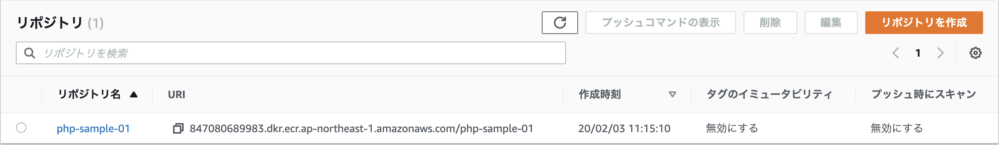 リポジトリ (1)
プッシュコマンドの表示
削除
編集
リポジトリを作成
リポジトリを検索
1
リポジトリ名 ▲ URI 作成時刻 ▽ タグのイミュータビリティ プッシュ時にスキャン
php-sample-01 847080689983.dkr.ecr.ap-northeast-1.amazonaws.com/php-sample-01 20/02/03 11:15:10 無効にする 無効にする